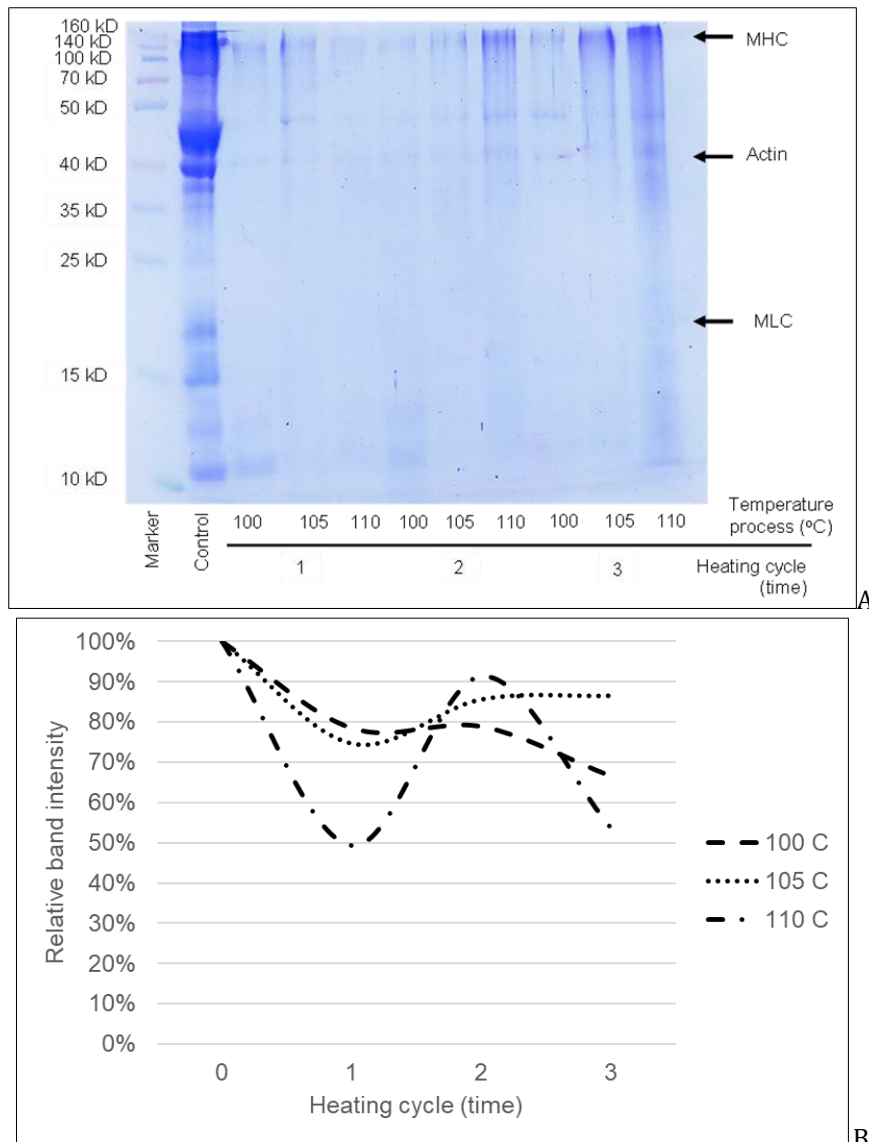 160 kD
140 kD
100 kD
70 kD
50 kD
40 kD
35 kD
25 kD
15 kD
10 kD
MHC
Actin
MLC
Marker
Control
100 105 110 100 105 110 100 105 110
Temperature process (ºC)
1 2 3
Heating cycle (time)
A
100%
90%
80%
70%
60%
50%
40%
30%
20%
10%
0%
Relative band intensity
0 1 2 3
Heating cycle (time)
100 C
105 C
110 C
B